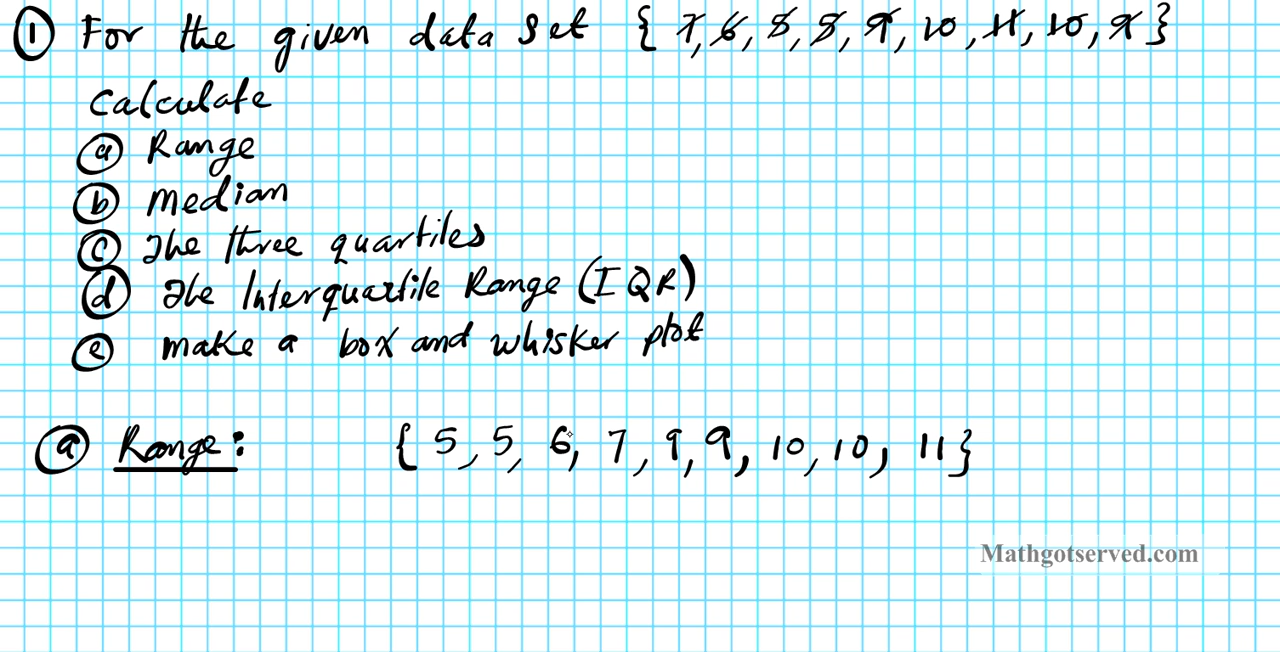 ① For the given data set { 7, 6, 5, 5, 9, 10, 11, 10, 9 }
Calculate
ⓐ Range
ⓑ median
ⓒ The three quartiles
ⓓ The Interquartile Range (IQR)
ⓔ make a box and whisker plot
ⓐ Range: { 5, 5, 6, 7, 9, 9, 10, 10, 11 }
Mathgotserved.com